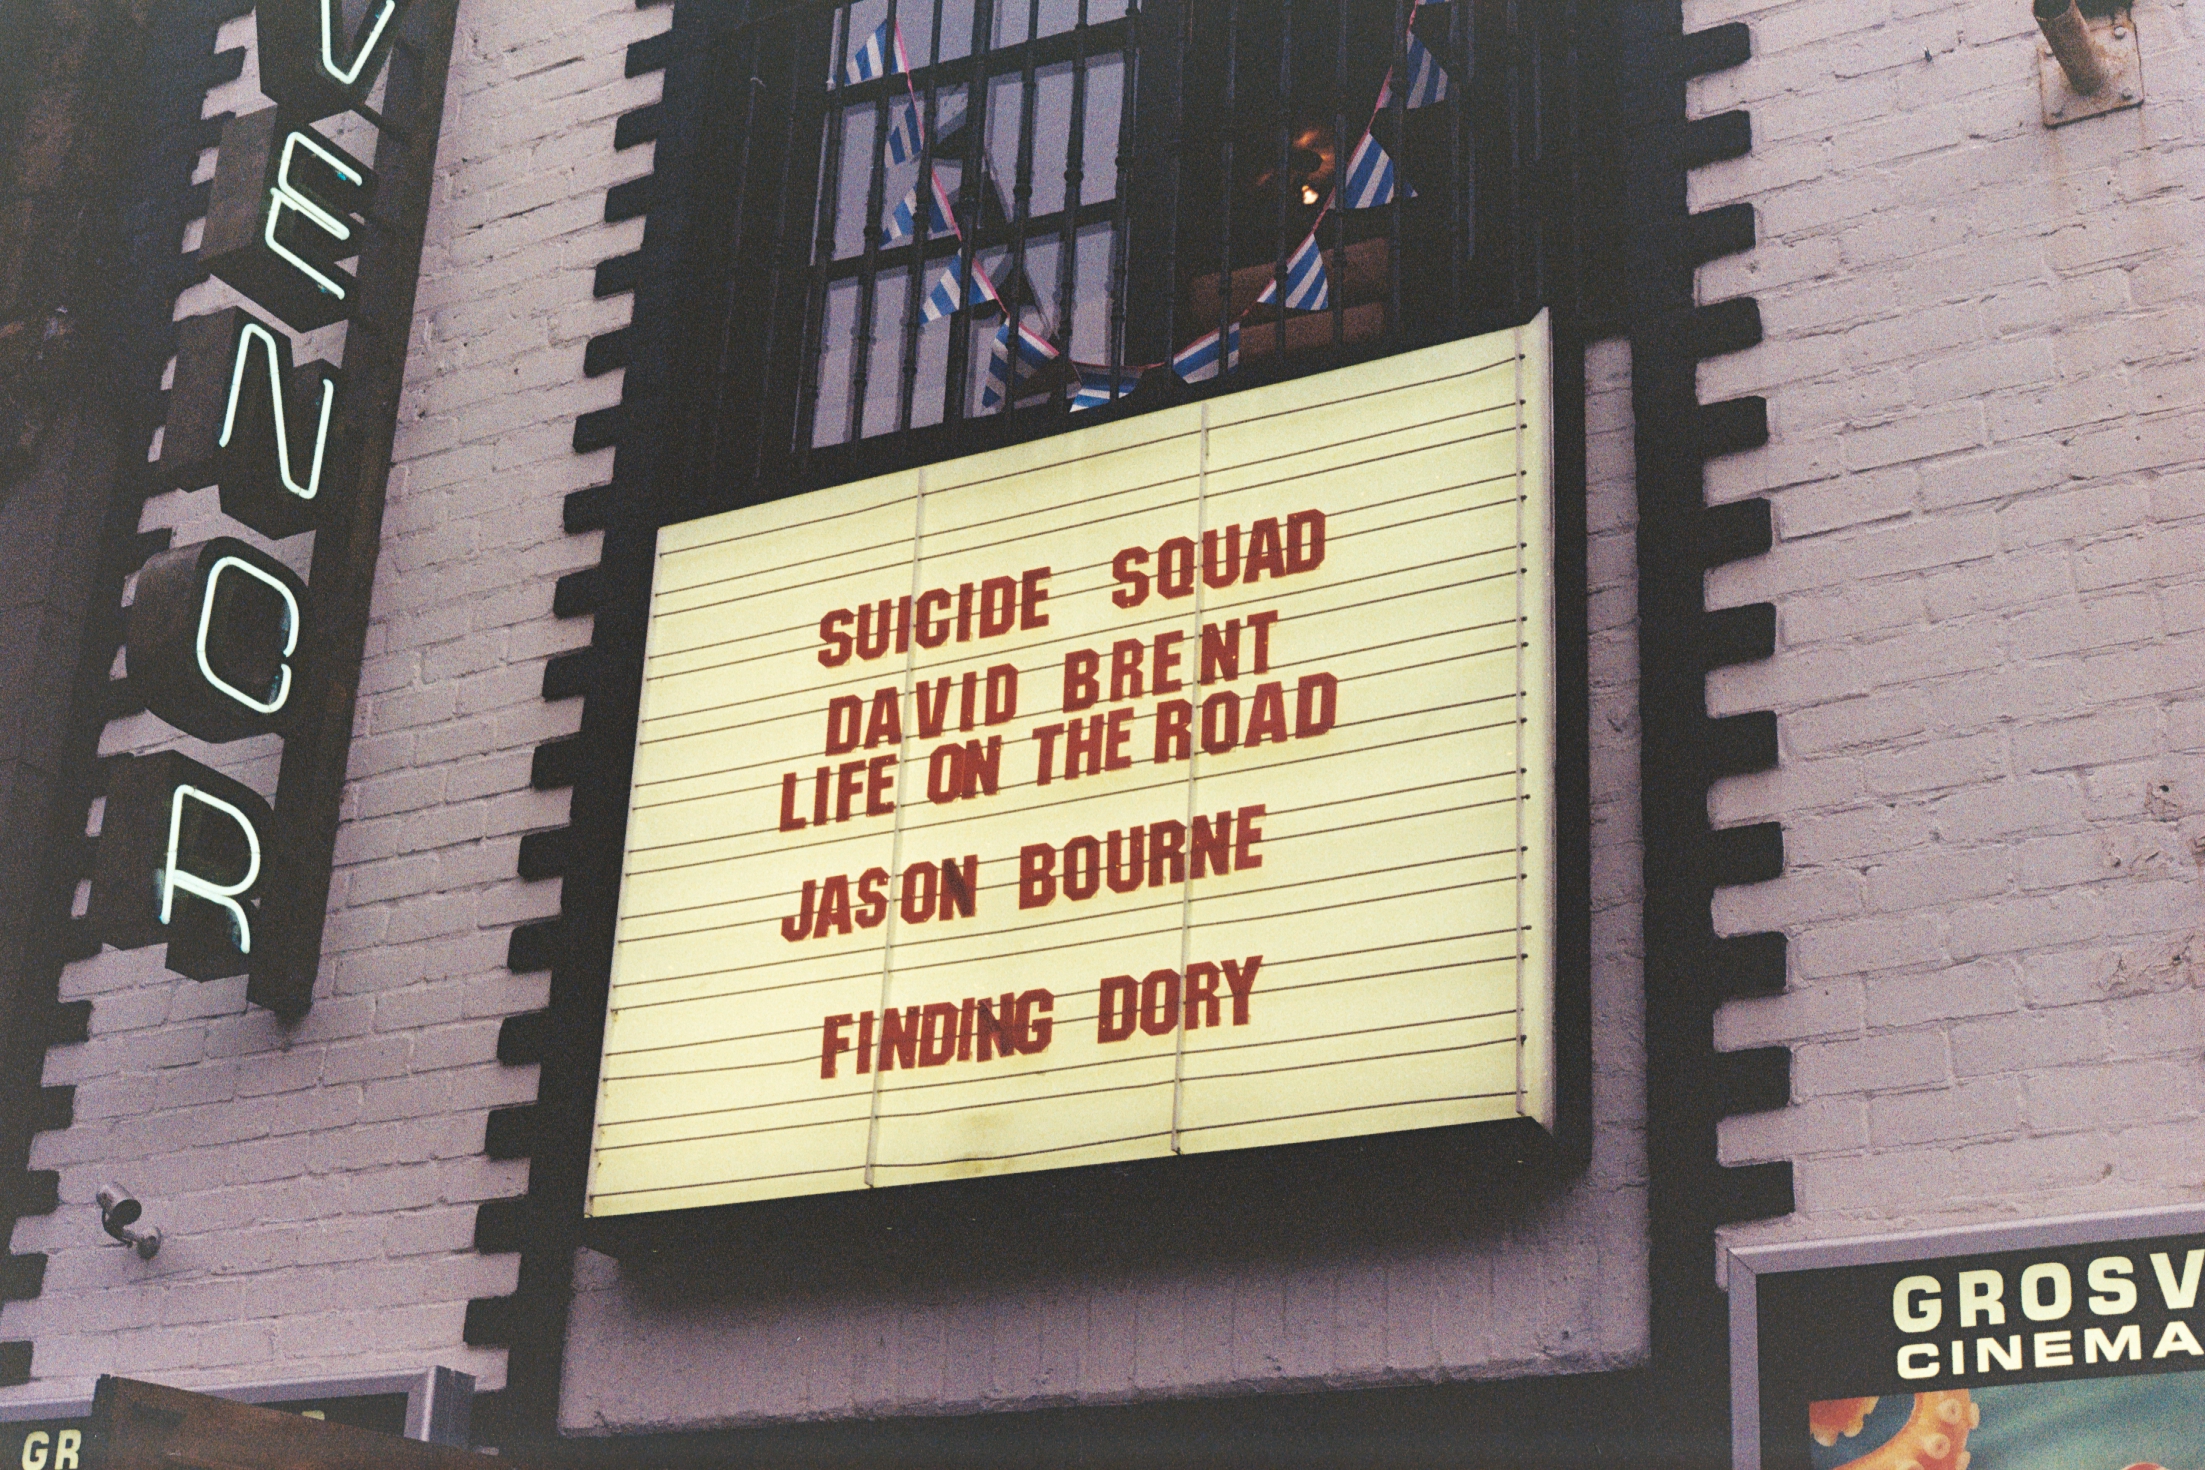 VENOR
SUICIDE SQUAD
DAVID BRENT
LIFE ON THE ROAD
JASON BOURNE
FINDING DORY
GROSV
CINEMA
GR